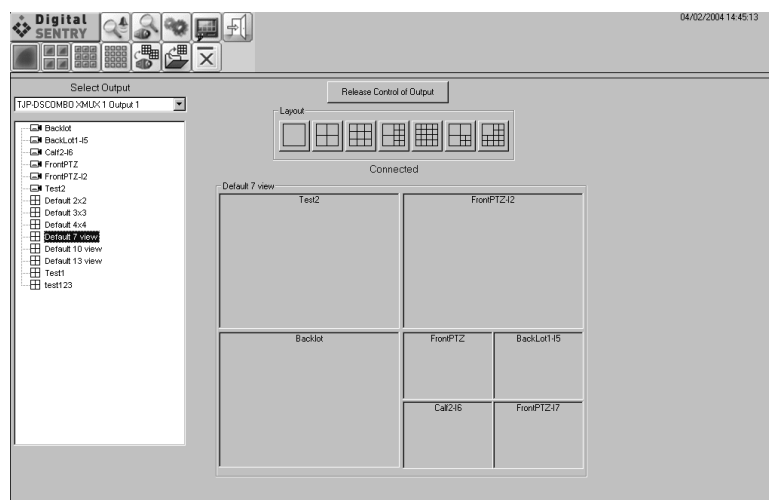 Digital
SENTRY
04/02/2004 14:45:13
Select Output
TJP-DSCOMBO XMUX 1 Output 1
Backlot
BackLot1-I5
Calf2-I6
FrontPTZ
FrontPTZ-I2
Test2
Default 2x2
Default 3x3
Default 4x4
Default 7 view
Default 10 view
Default 13 view
Test1
test123
Release Control of Output
Layout
Connected
Default 7 view
Test2
FrontPTZ-I2
Backlot
FrontPTZ
BackLot1-I5
Calf2-I6
FrontPTZ-I7